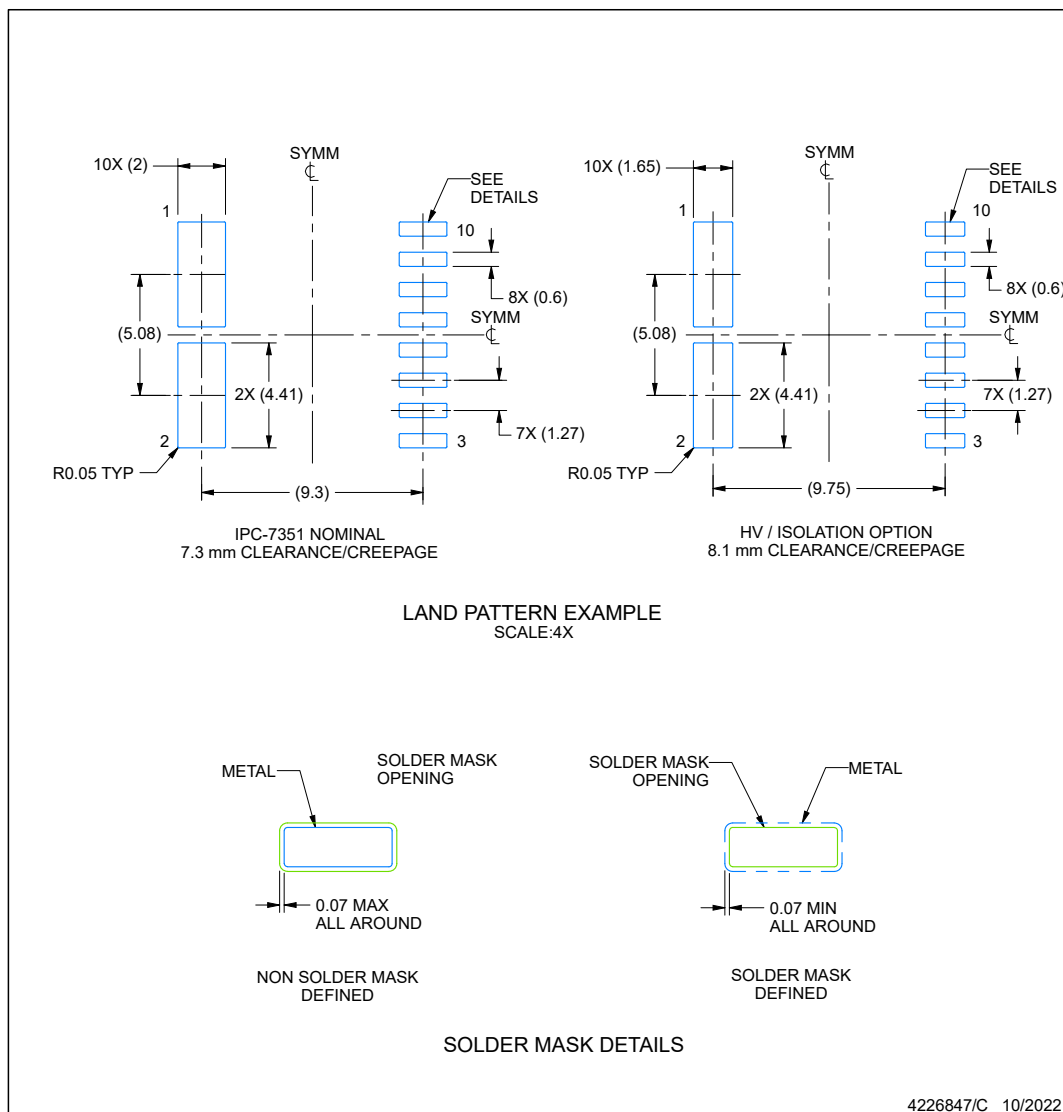 10X (2)
SYMM
SEE
DETAILS
1
10
8X (0.6)
SYMM
(5.08)
2X (4.41)
7X (1.27)
2
3
R0.05 TYP
(9.3)
IPC-7351 NOMINAL
7.3 mm CLEARANCE/CREEPAGE
10X (1.65)
SYMM
SEE
DETAILS
1
10
8X (0.6)
SYMM
(5.08)
2X (4.41)
7X (1.27)
2
3
R0.05 TYP
(9.75)
HV / ISOLATION OPTION
8.1 mm CLEARANCE/CREEPAGE
LAND PATTERN EXAMPLE
SCALE:4X
METAL
SOLDER MASK
OPENING
0.07 MAX
ALL AROUND
NON SOLDER MASK
DEFINED
SOLDER MASK
OPENING
METAL
0.07 MIN
ALL AROUND
SOLDER MASK
DEFINED
SOLDER MASK DETAILS
4226847/C 10/2022